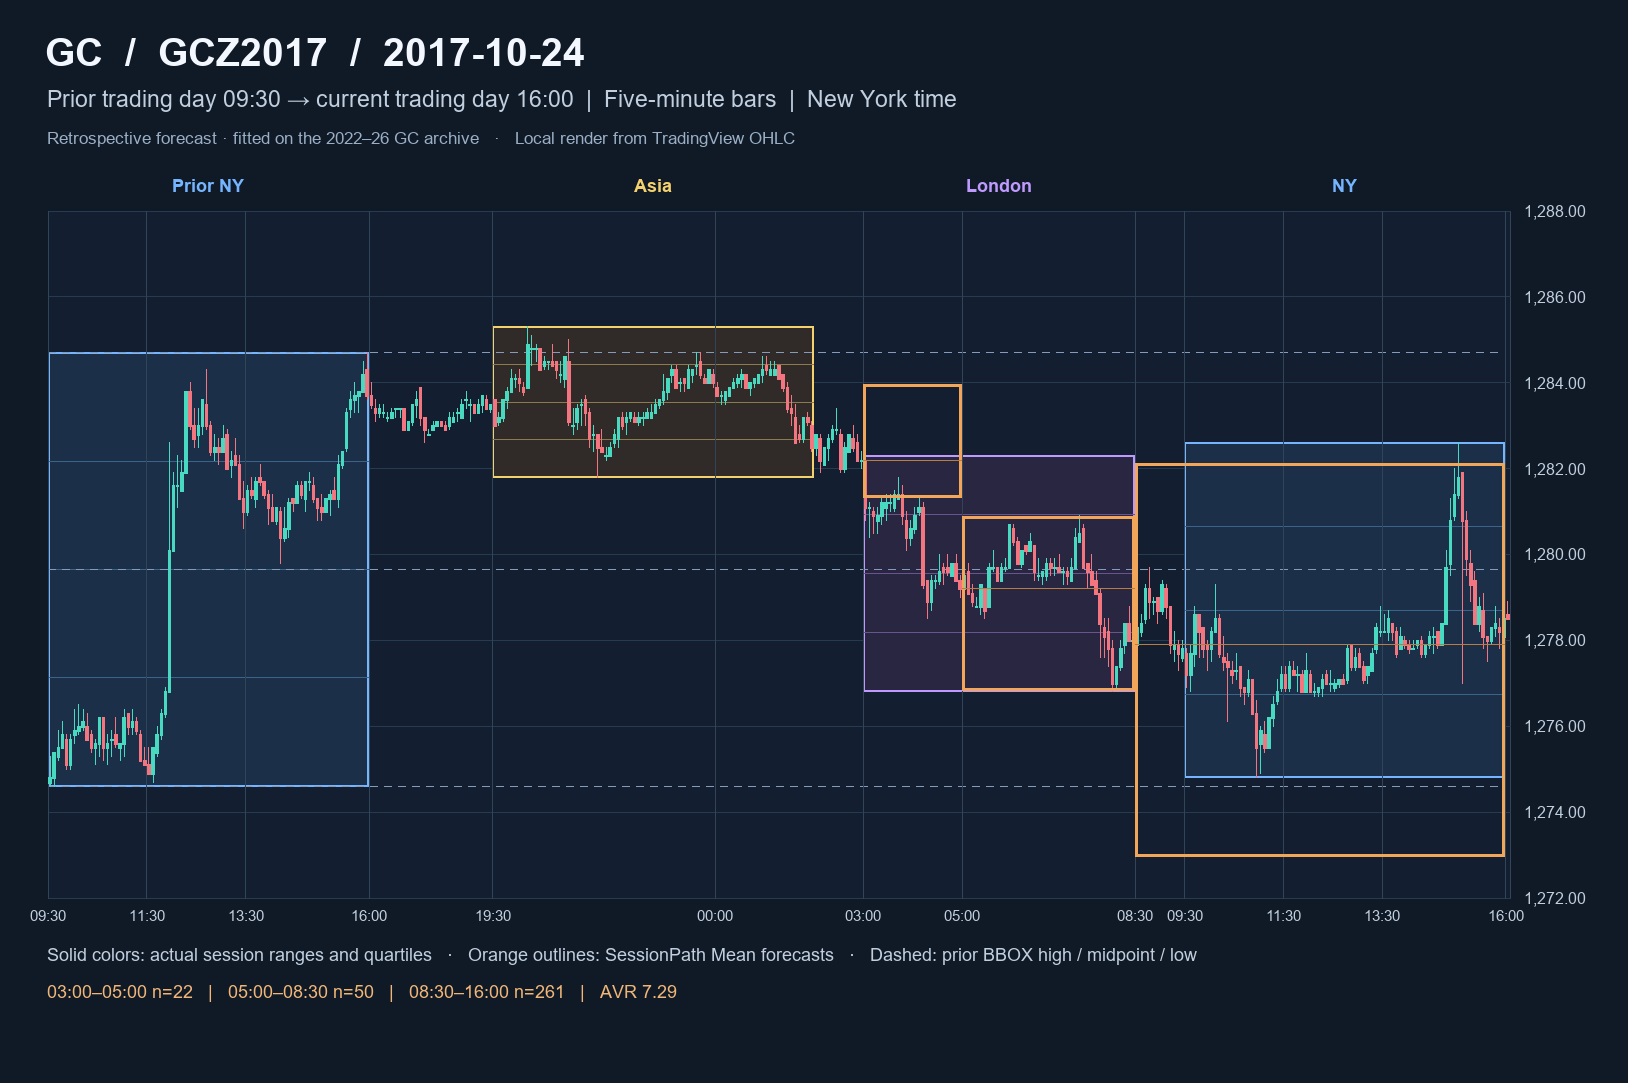 GC / GCZ2017 / 2017-10-24
Prior trading day 09:30 → current trading day 16:00 | Five-minute bars | New York time
Retrospective forecast · fitted on the 2022–26 GC archive · Local render from TradingView OHLC
Prior NY Asia London NY
1,288.00
1,286.00
1,284.00
1,282.00
1,280.00
1,278.00
1,276.00
1,274.00
1,272.00
09:30 11:30 13:30 16:00 19:30 00:00 03:00 05:00 08:30 09:30 11:30 13:30 16:00
Solid colors: actual session ranges and quartiles · Orange outlines: SessionPath Mean forecasts · Dashed: prior BBOX high / midpoint / low
03:00–05:00 n=22 | 05:00–08:30 n=50 | 08:30–16:00 n=261 | AVR 7.29